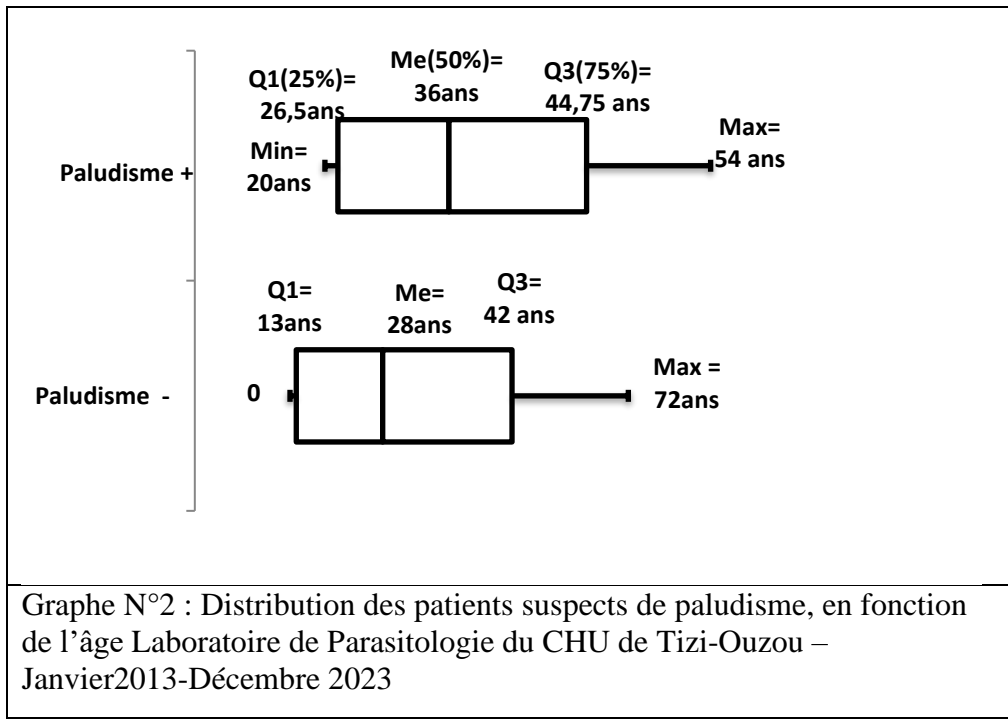 Q1(25%)=
26,5ans
Me(50%)=
36ans
Q3(75%)=
44,75 ans
Max=
54 ans
Min=
20ans
Paludisme +
Q1=
13ans
Me=
28ans
Q3=
42 ans
Max =
72ans
0
Paludisme -
Graphe N°2 : Distribution des patients suspects de paludisme, en fonction
de l’âge Laboratoire de Parasitologie du CHU de Tizi-Ouzou –
Janvier2013-Décembre 2023